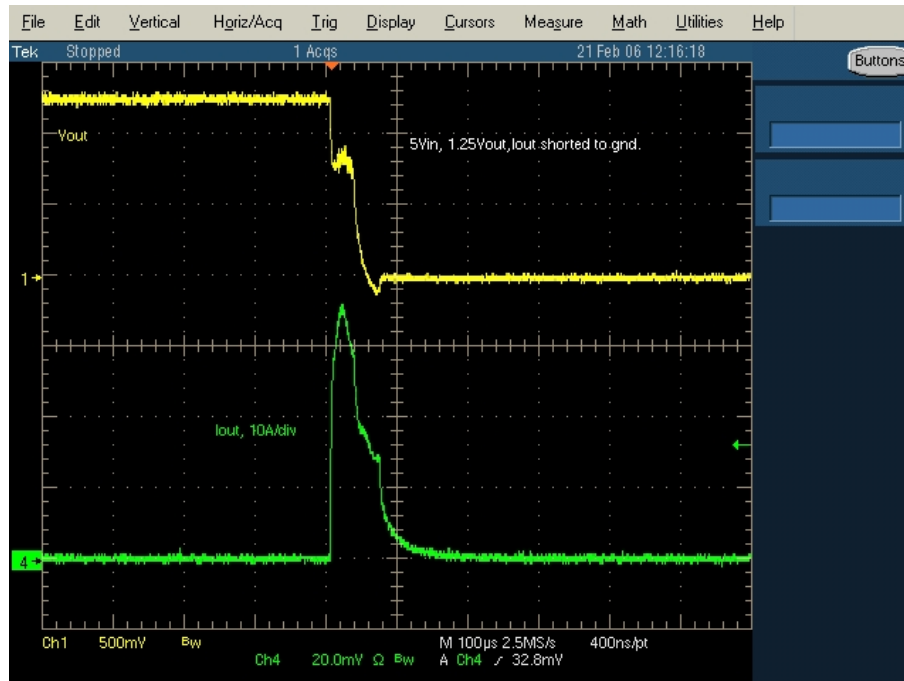 File Edit Vertical Horiz/Acq Trig Display Cursors Measure Math Utilities Help
Tek Stopped 1 Acqs 21 Feb 06 12:16:18
Buttons
Vout
5Vin, 1.25Vout,Iout shorted to gnd.
1
Iout, 10A/div
4
Ch1 500mV Bw M 100µs 2.5MS/s 400ns/pt
Ch4 20.0mV Ω Bw A Ch4 32.8mV